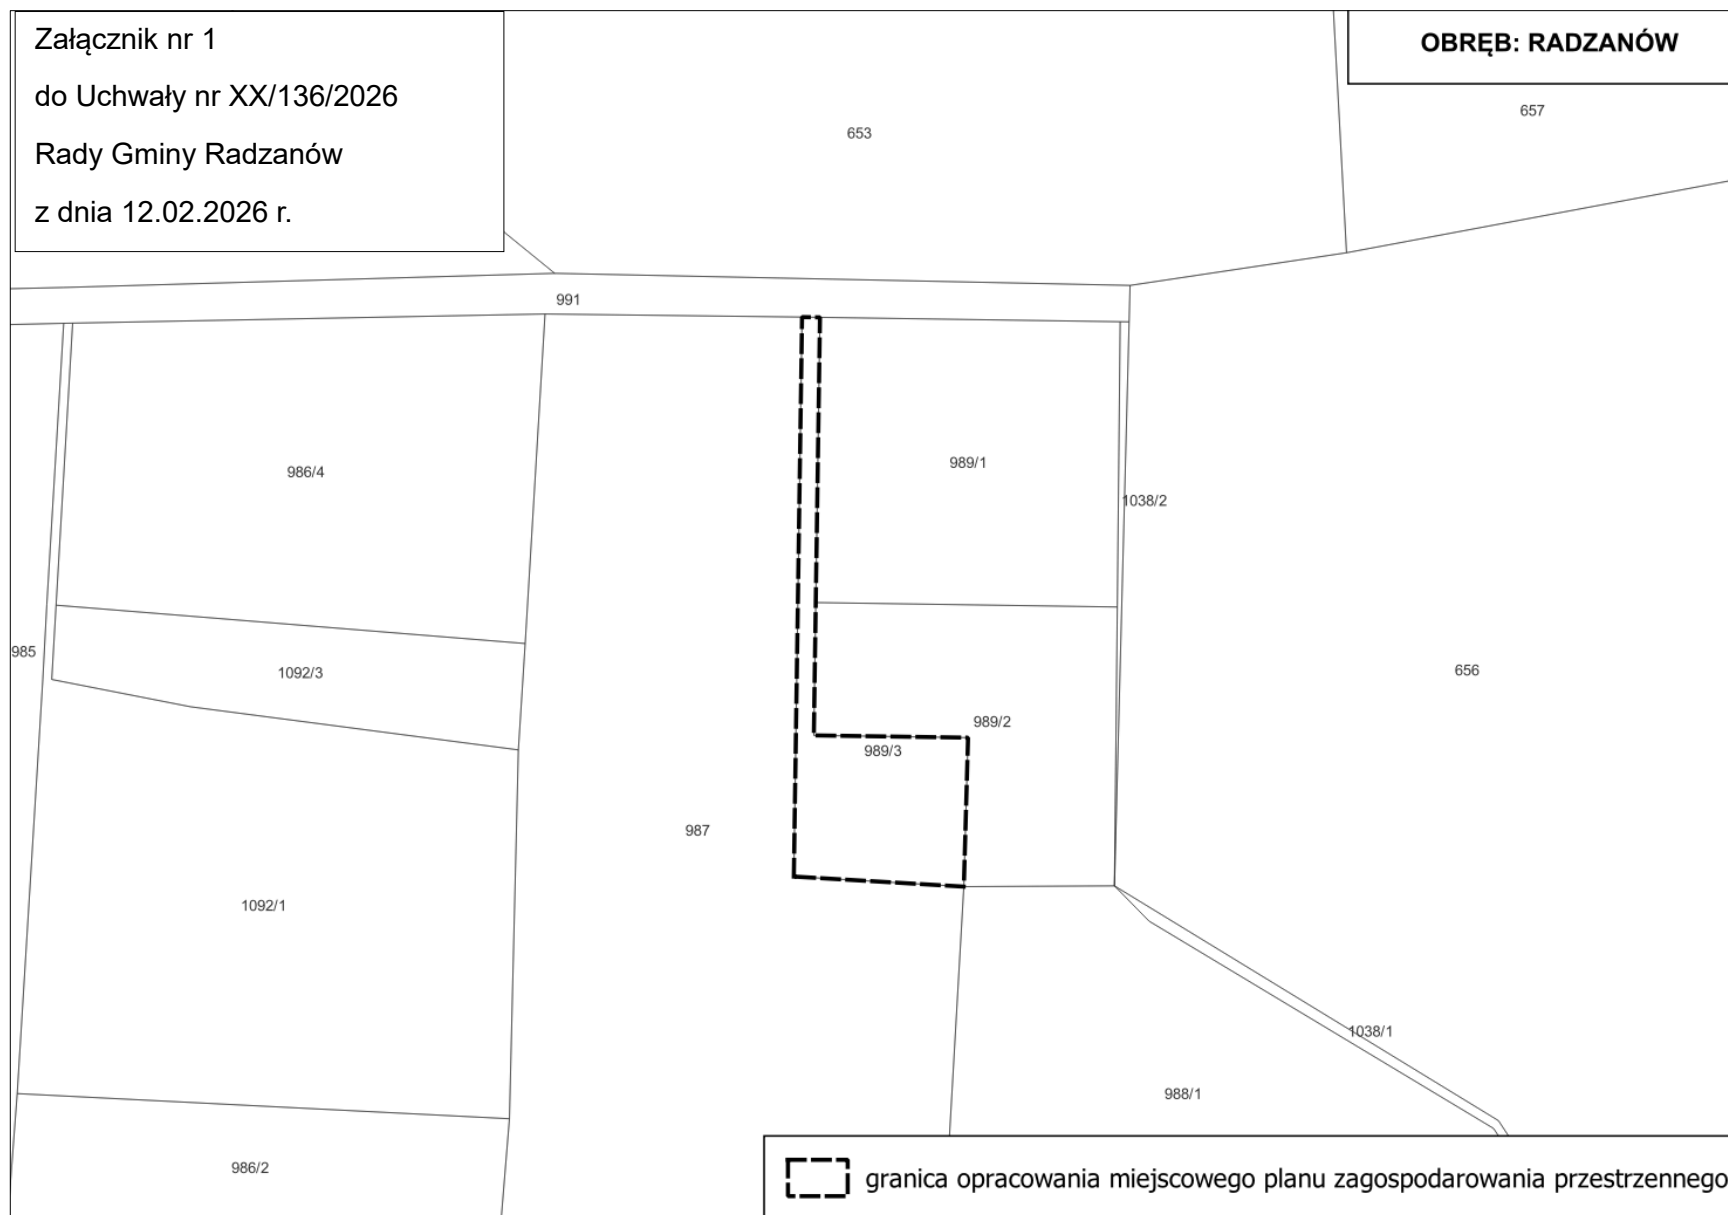 Załącznik nr 1
do Uchwały nr XX/136/2026
Rady Gminy Radzanów
z dnia 12.02.2026 r.
OBRĘB: RADZANÓW
657
653
991
989/1
986/4
1038/2
985
656
1092/3
989/2
989/3
987
1092/1
1038/1
988/1
986/2
granica opracowania miejscowego planu zagospodarowania przestrzennego